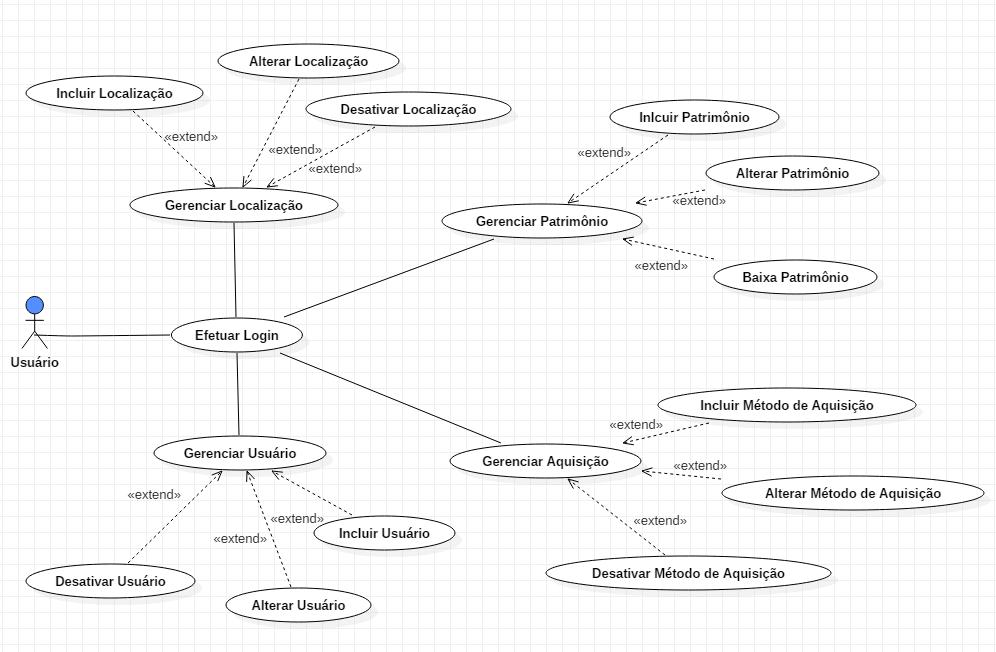 Alterar Localização
Incluir Localização
Desativar Localização
Inlcuir Patrimônio
«extend»
«extend»
«extend»
«extend»
Alterar Patrimônio
«extend»
Gerenciar Localização
Gerenciar Patrimônio
«extend»
Baixa Patrimônio
Efetuar Login
Usuário
Incluir Método de Aquisição
«extend»
Gerenciar Usuário
Gerenciar Aquisição
«extend»
Alterar Método de Aquisição
«extend»
«extend»
«extend»
Incluir Usuário
«extend»
Desativar Usuário
Desativar Método de Aquisição
Alterar Usuário